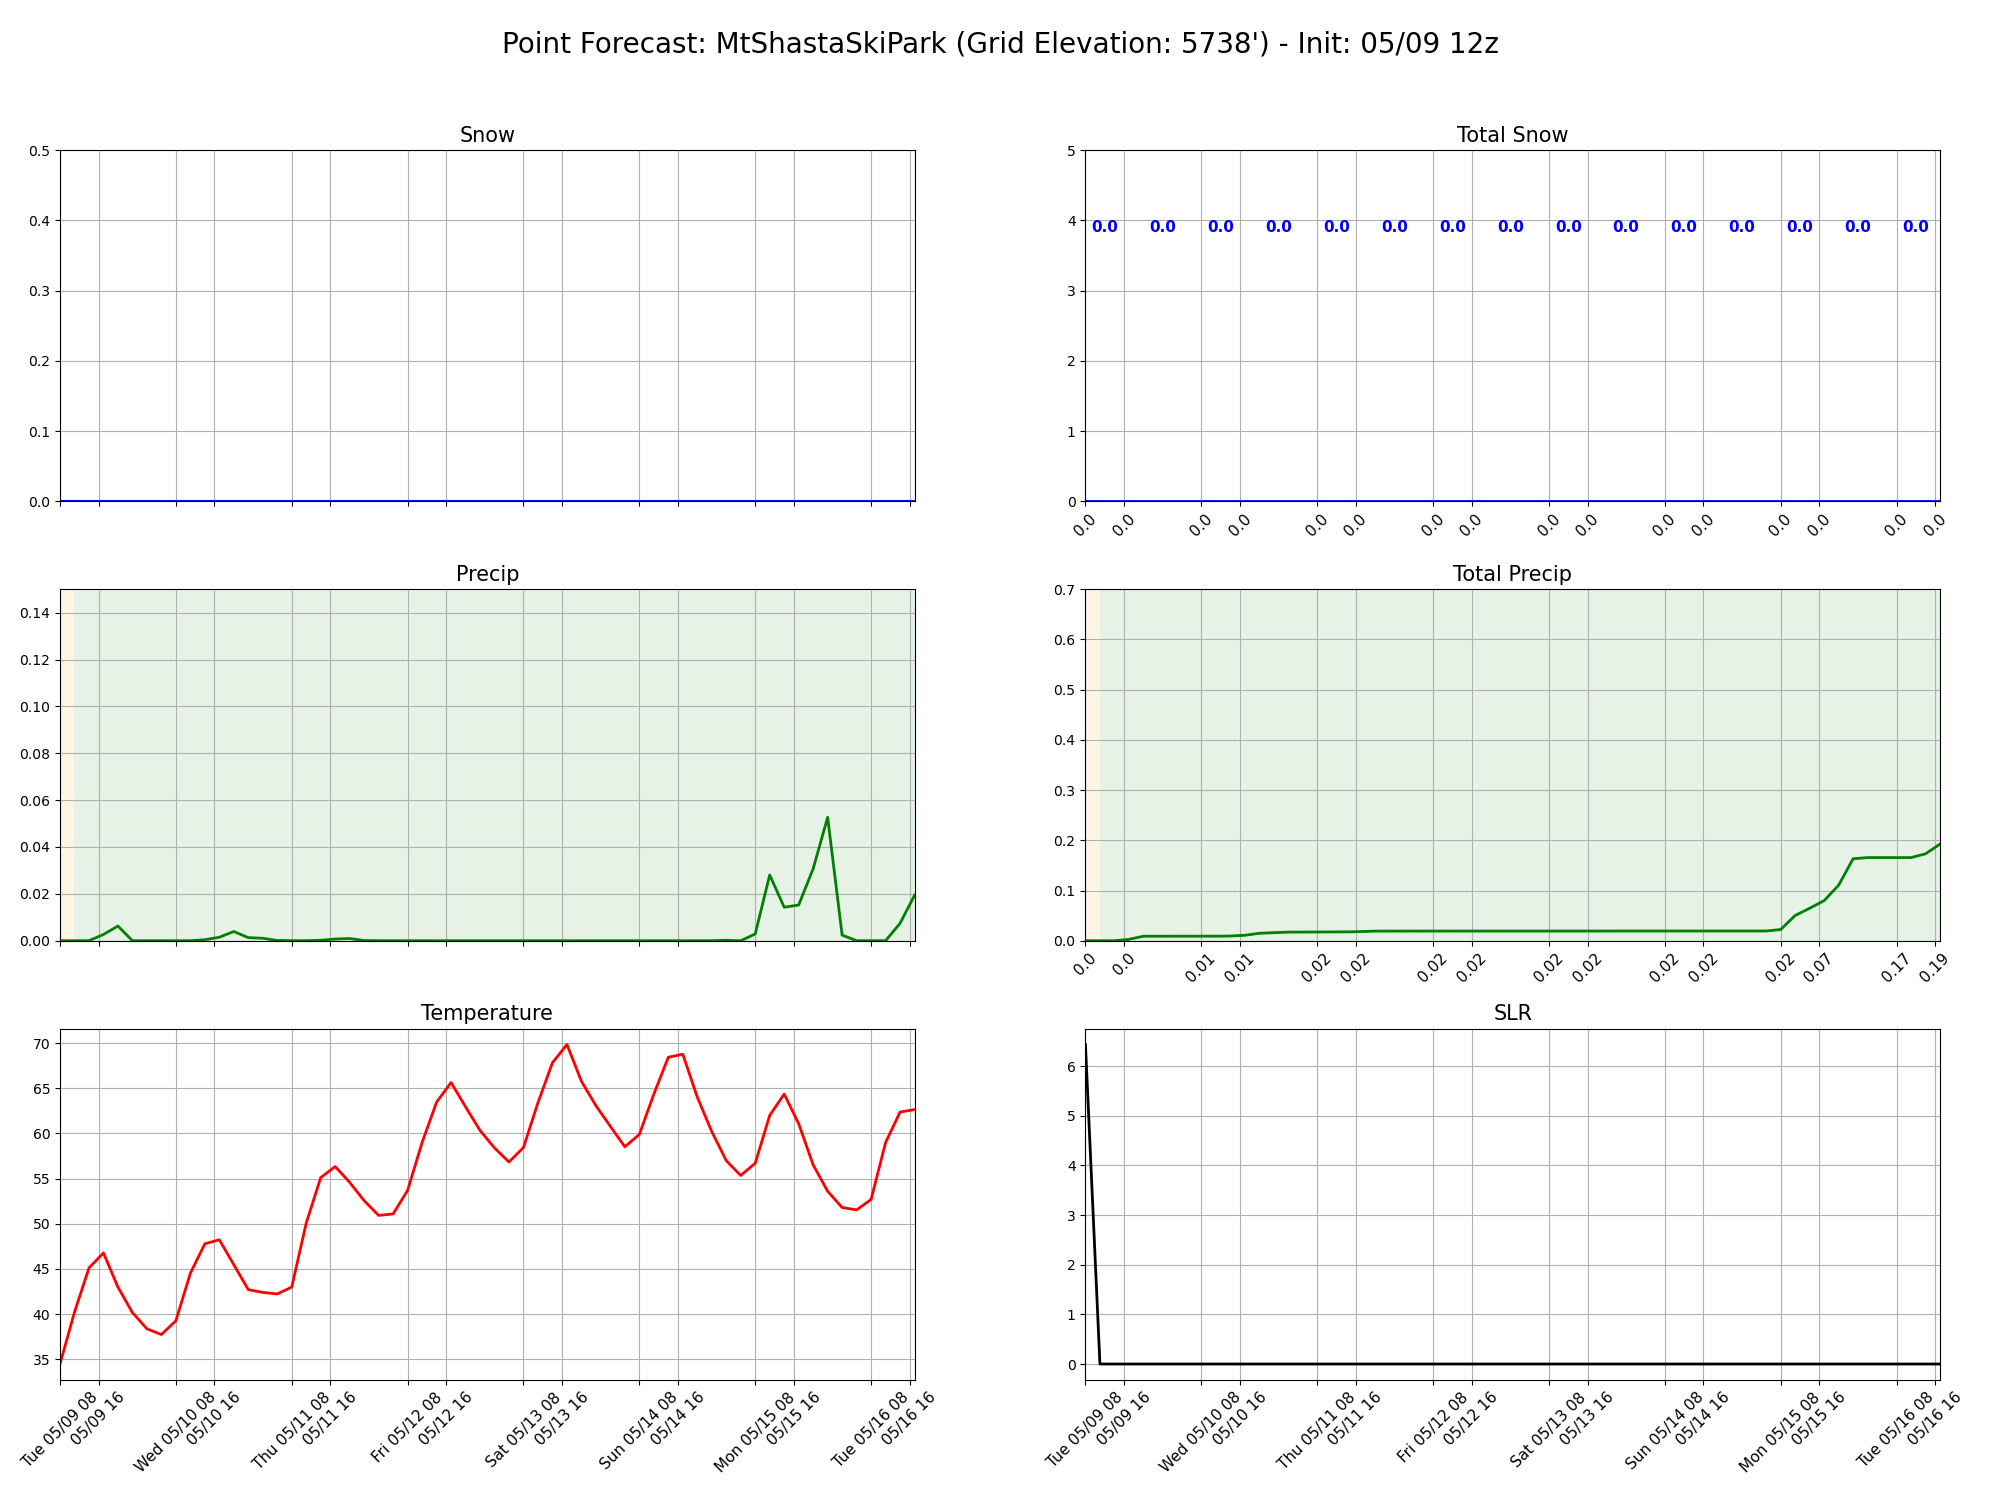 Point Forecast: MtShastaSkiPark (Grid Elevation: 5738') - Init: 05/09 12z
Snow
0.5
0.4
0.3
0.2
0.1
0.0
Total Snow
5
4
3
2
1
0
0.0 0.0 0.0 0.0 0.0 0.0 0.0 0.0 0.0 0.0 0.0 0.0 0.0 0.0 0.0
0.0 0.0 0.0 0.0 0.0 0.0 0.0 0.0 0.0 0.0 0.0 0.0 0.0 0.0 0.0 0.0
Precip
0.14
0.12
0.10
0.08
0.06
0.04
0.02
0.00
Total Precip
0.7
0.6
0.5
0.4
0.3
0.2
0.1
0.0
0.0 0.0 0.01 0.01 0.02 0.02 0.02 0.02 0.02 0.02 0.02 0.02 0.02 0.07 0.17 0.19
Temperature
70
65
60
55
50
45
40
35
Tue 05/09 08
05/09 16
Wed 05/10 08
05/10 16
Thu 05/11 08
05/11 16
Fri 05/12 08
05/12 16
Sat 05/13 08
05/13 16
Sun 05/14 08
05/14 16
Mon 05/15 08
05/15 16
Tue 05/16 08
05/16 16
SLR
6
5
4
3
2
1
0
Tue 05/09 08
05/09 16
Wed 05/10 08
05/10 16
Thu 05/11 08
05/11 16
Fri 05/12 08
05/12 16
Sat 05/13 08
05/13 16
Sun 05/14 08
05/14 16
Mon 05/15 08
05/15 16
Tue 05/16 08
05/16 16